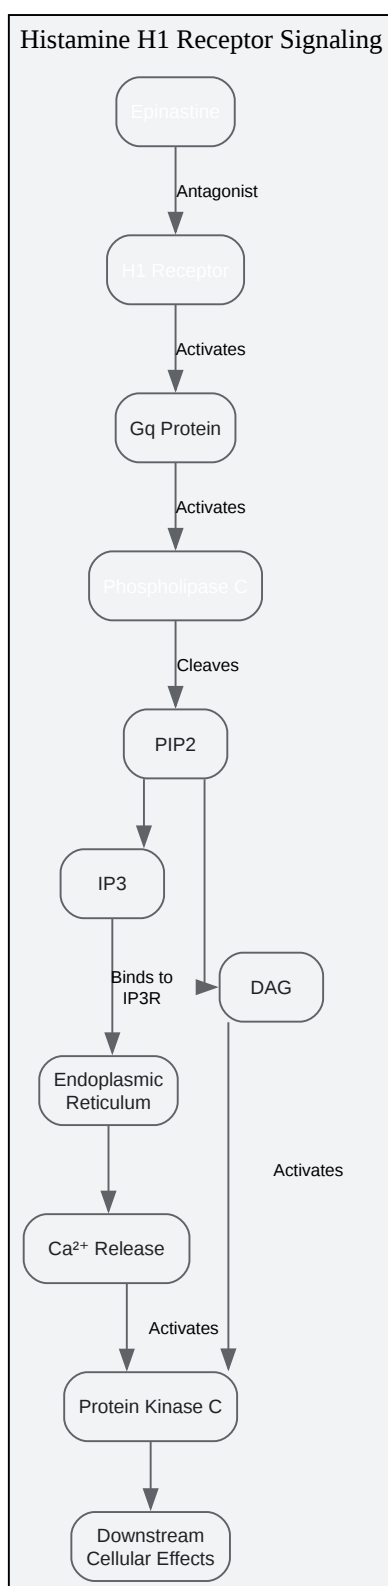 Histamine H1 Receptor Signaling
Epinastine
Antagonist
H1 Receptor
Activates
Gq Protein
Activates
Phospholipase C
Cleaves
PIP2
IP3
Binds to
IP3R
DAG
Endoplasmic
Reticulum
Activates
Ca²⁺ Release
Activates
Protein Kinase C
Downstream
Cellular Effects